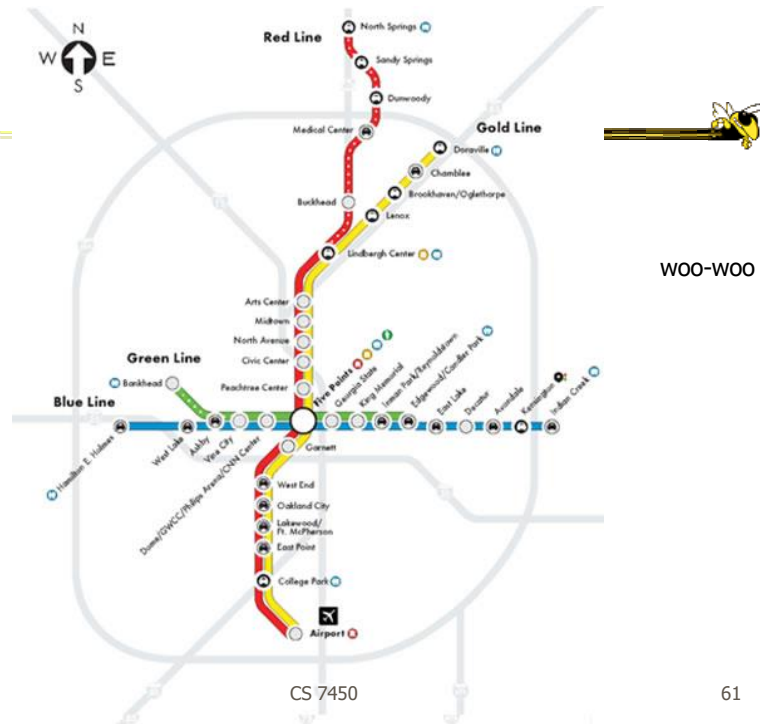 N
W E
S
Red Line
North Springs N
Sandy Springs
Dunwoody
Medical Center
Gold Line
Doraville N
Chamblee
Brookhaven/Oglethorpe
Buckhead
Lenox
Lindbergh Center
woo-woo
Arts Center
Midtown
North Avenue
Civic Center
Peachtree Center
Green Line
Bankhead
Blue Line
Hamilton E. Holmes
West Lake
Ashby
Vine City
Dome/GWCC/Philips Arena/CNN Center
Five Points
Georgia State
King Memorial
Inman Park/Reynoldstown
Edgewood/Candler Park
East Lake
Decatur
Avondale
Kensington
Indian Creek
Garnett
West End
Oakland City
Lakewood/
Ft. McPherson
East Point
College Park
Airport
CS 7450
61